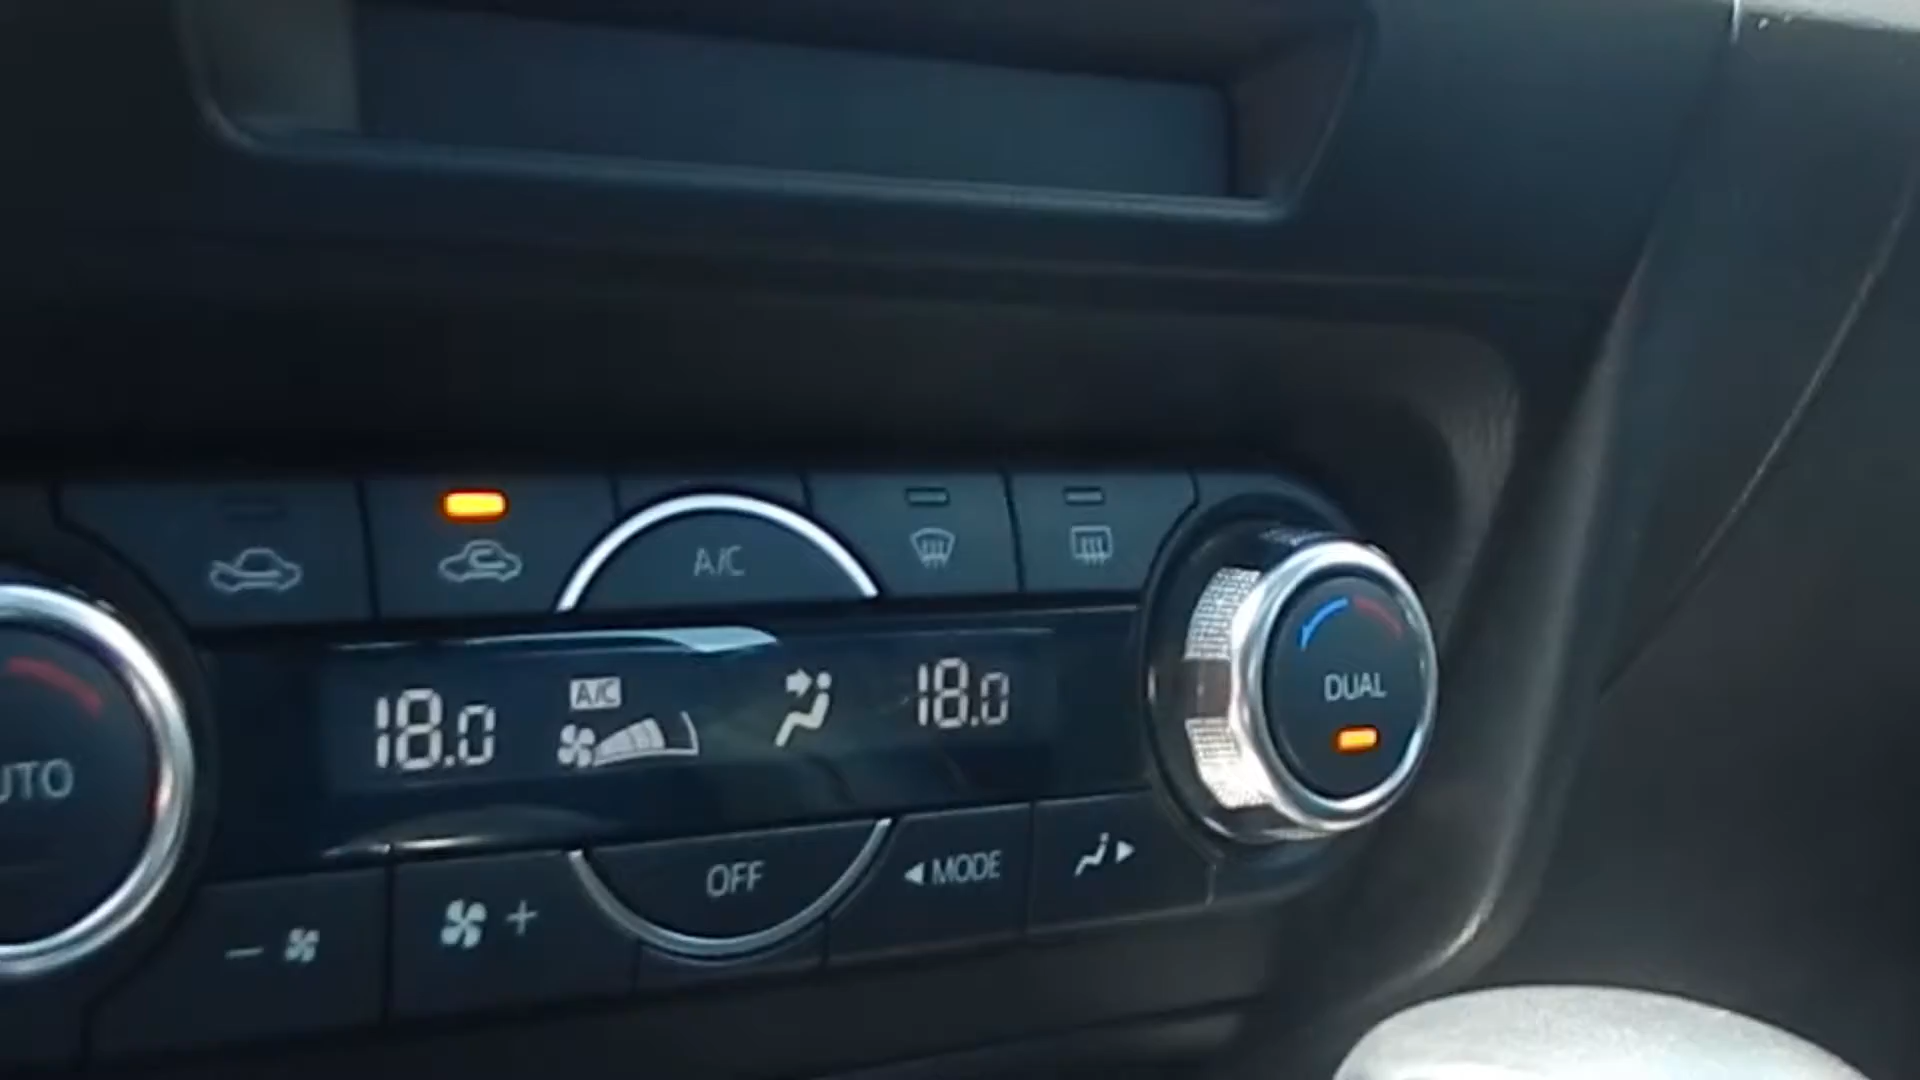 A/C
18.0 A/C 18.0
DUAL
UTO
OFF ◄ MODE
− +